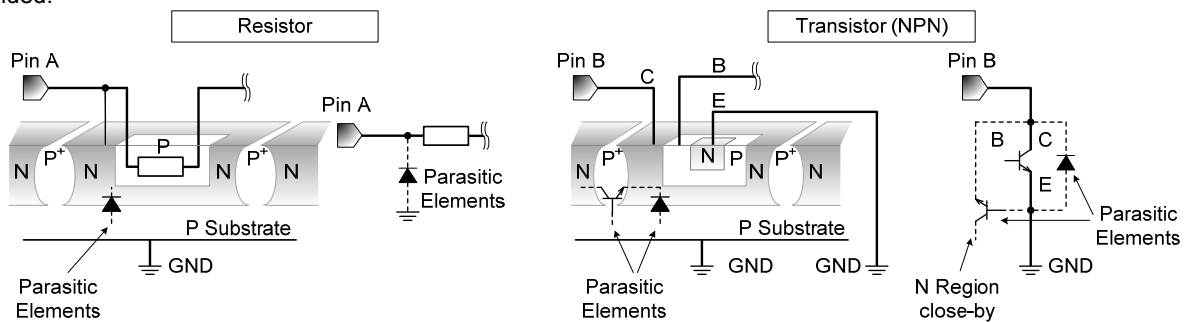 Resistor
Pin A
N
P+
N
P
N
P+
N
P Substrate
GND
Parasitic
Elements
Pin A
Parasitic
Elements
Transistor (NPN)
Pin B
C
B
E
N
P+
N
P
N
P+
N
P Substrate
GND
GND
Parasitic
Elements
Pin B
B
C
E
Parasitic
Elements
GND
N Region
close-by